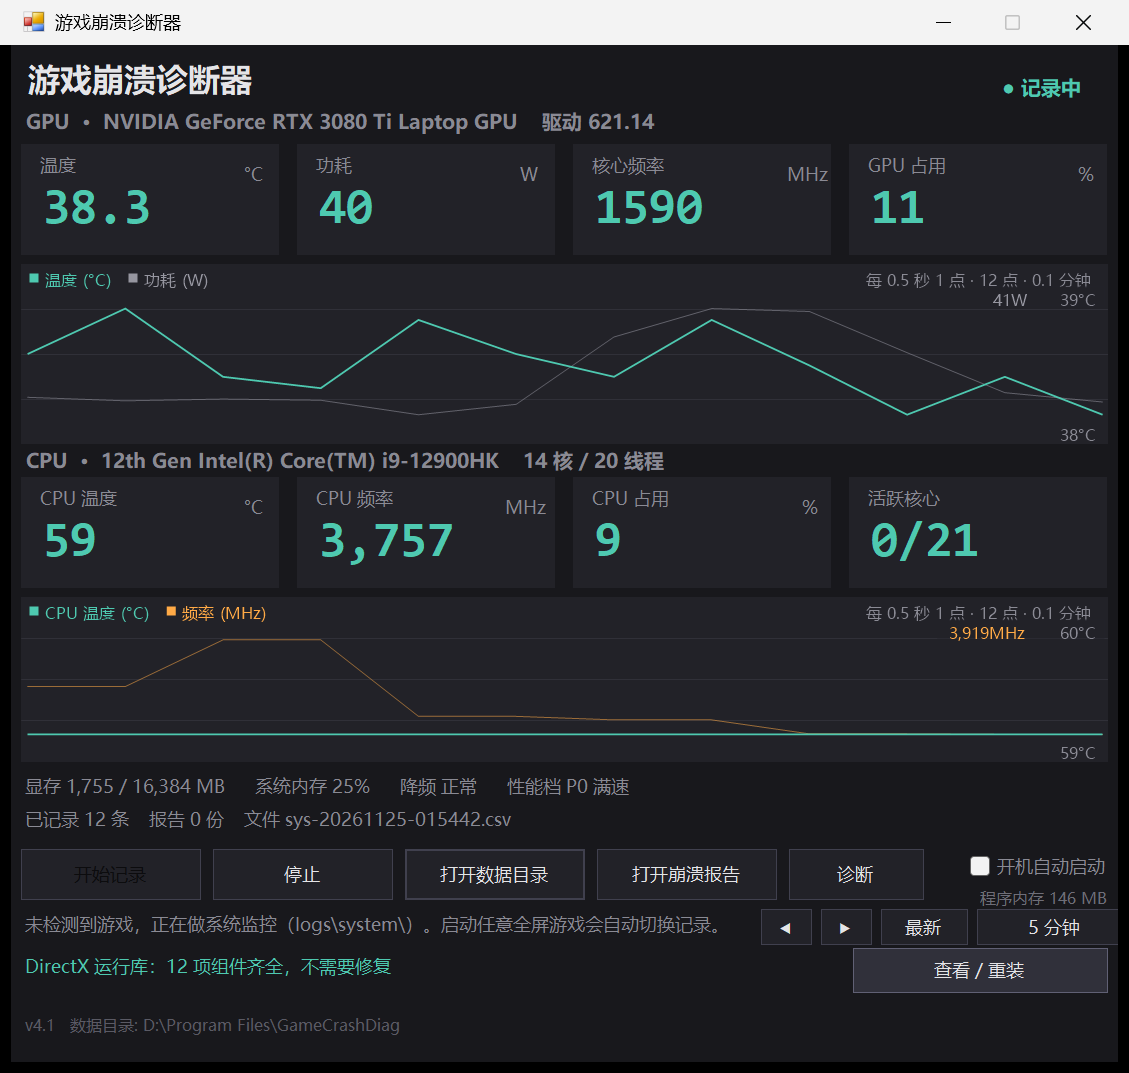 游戏崩溃诊断器
游戏崩溃诊断器
● 记录中
GPU • NVIDIA GeForce RTX 3080 Ti Laptop GPU 驱动 621.14
温度 °C
38.3
功耗 W
40
核心频率 MHz
1590
GPU 占用 %
11
温度 (°C) 功耗 (W)
每 0.5 秒 1 点 · 12 点 · 0.1 分钟
41W 39°C
38°C
CPU • 12th Gen Intel(R) Core(TM) i9-12900HK 14 核 / 20 线程
CPU 温度 °C
59
CPU 频率 MHz
3,757
CPU 占用 %
9
活跃核心
0/21
CPU 温度 (°C) 频率 (MHz)
每 0.5 秒 1 点 · 12 点 · 0.1 分钟
3,919MHz 60°C
59°C
显存 1,755 / 16,384 MB 系统内存 25% 降频 正常 性能档 P0 满速
已记录 12 条 报告 0 份 文件 sys-20261125-015442.csv
开始记录 停止 打开数据目录 打开崩溃报告 诊断
开机自动启动
程序内存 146 MB
未检测到游戏，正在做系统监控（logs\system\）。启动任意全屏游戏会自动切换记录。
◄ ► 最新 5 分钟
DirectX 运行库：12 项组件齐全，不需要修复
查看 / 重装
v4.1 数据目录: D:\Program Files\GameCrashDiag